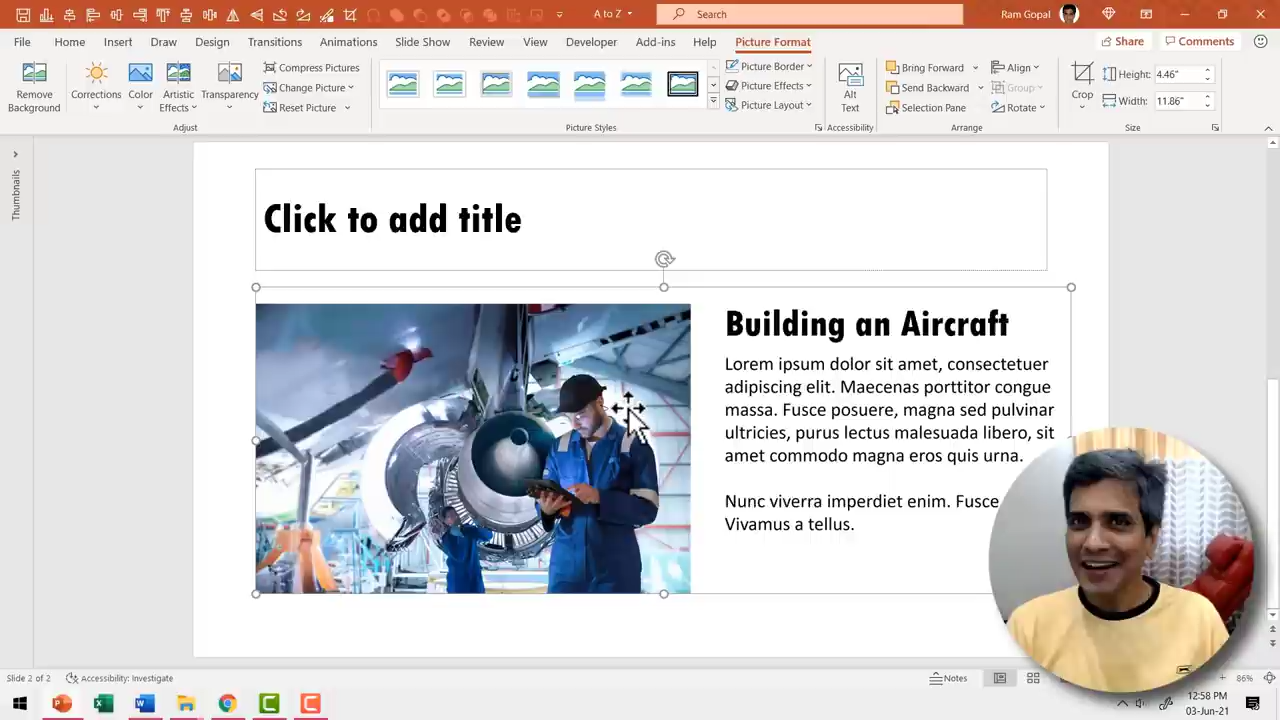 A to Z
Search
Ram Gopal
File Home Insert Draw Design Transitions Animations Slide Show Review View Developer Add-ins Help Picture Format
Share Comments
Remove Background
Corrections
Color
Artistic Effects
Transparency
Compress Pictures
Change Picture
Reset Picture
Adjust
Picture Border
Picture Effects
Picture Layout
Picture Styles
Alt Text
Accessibility
Bring Forward
Send Backward
Selection Pane
Align
Group
Rotate
Arrange
Crop
Height: 4.46"
Width: 11.86"
Size
Thumbnails
Click to add title
Building an Aircraft
Lorem ipsum dolor sit amet, consectetuer
adipiscing elit. Maecenas porttitor congue
massa. Fusce posuere, magna sed pulvinar
ultricies, purus lectus malesuada libero, sit
amet commodo magna eros quis urna.
Nunc viverra imperdiet enim. Fusce
Vivamus a tellus.
Slide 2 of 2
Accessibility: Investigate
Notes
86%
12:58 PM
03-Jun-21